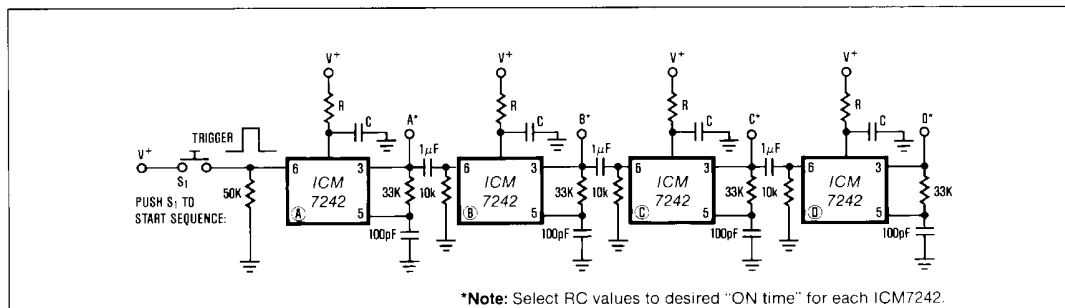 V+ V+ V+ V+
R R R R
C A* C B* C C* C D*
TRIGGER
V+
S1
PUSH S1 TO
START SEQUENCE:
50K
6 3
ICM
7242
5
A
1µF
33K 10k
100pF
6 3
ICM
7242
5
B
1µF
33K 10k
100pF
6 3
ICM
7242
5
C
1µF
33K 10k
100pF
6 3
ICM
7242
5
D
33K
100pF
*Note: Select RC values to desired "ON time" for each ICM7242.